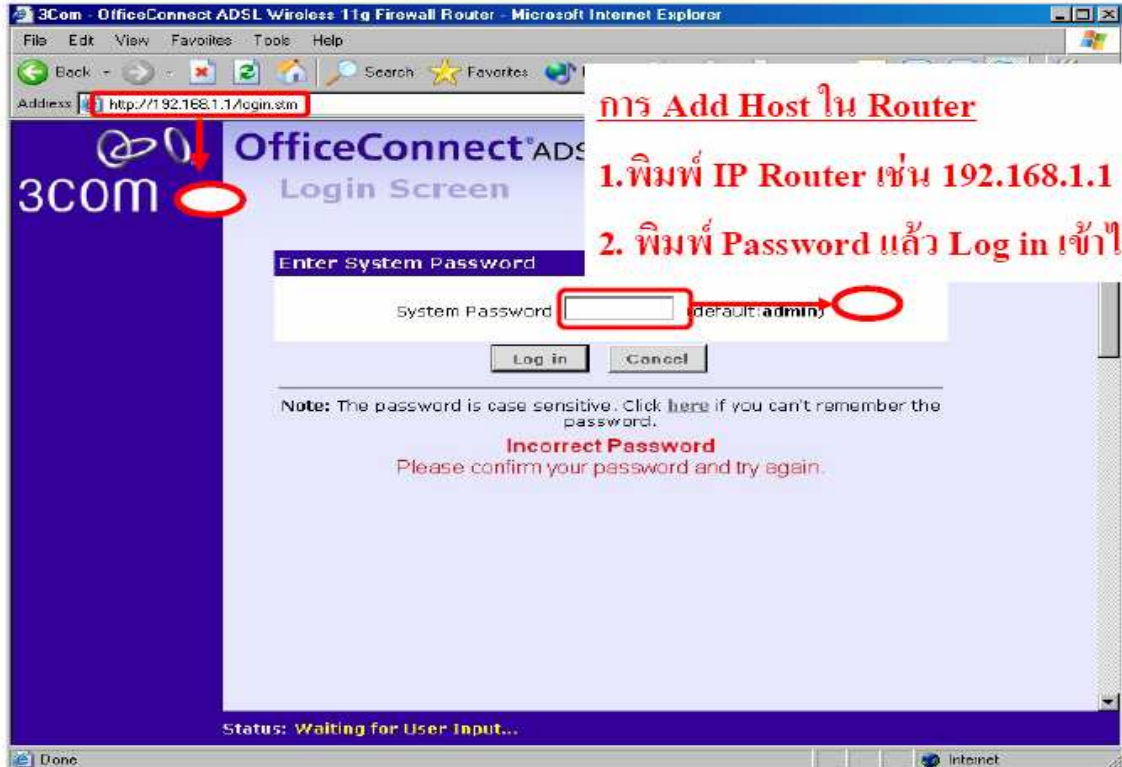 3Com - OfficeConnect ADSL Wireless 11g Firewall Router - Microsoft Internet Explorer
File Edit View Favorites Tools Help
Back Search Favorites
Address http://192.168.1.1/login.stm
การ Add Host ใน Router
1.พิมพ์ IP Router เช่น 192.168.1.1
2. พิมพ์ Password แล้ว Log in เข้าไ
3COM
OfficeConnect ADS
Login Screen
Enter System Password
System Password (default:admin)
Log in Cancel
Note: The password is case sensitive. Click here if you can't remember the
password.
Incorrect Password
Please confirm your password and try again.
Status: Waiting for User Input...
Done Internet